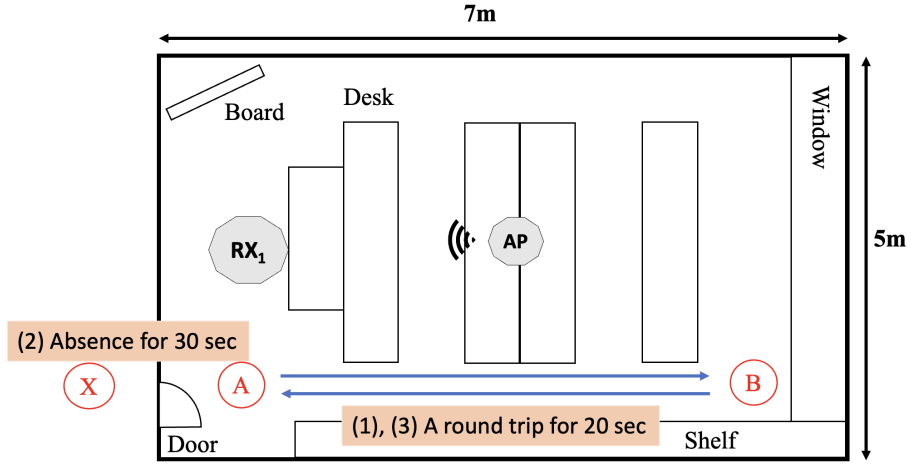 7m
Board
Desk
Window
RX₁
AP
5m
(2) Absence for 30 sec
X
A
B
(1), (3) A round trip for 20 sec
Door
Shelf